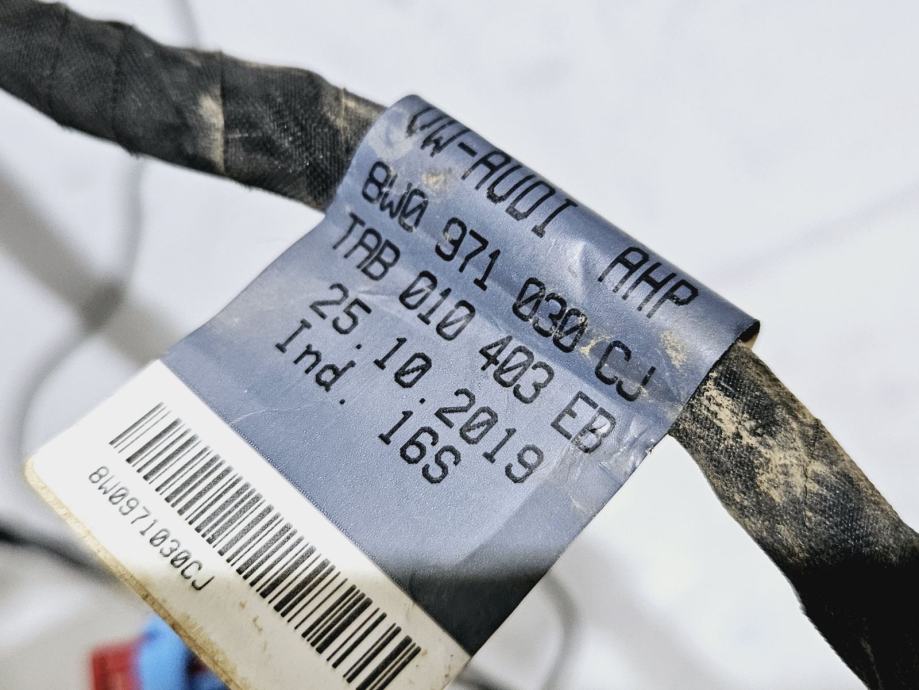 VW-AUDI AHP
8W0 971 030 CJ
TAB 010 403 EB
25.10.2019
Ind. 16S
8W0971030CJ